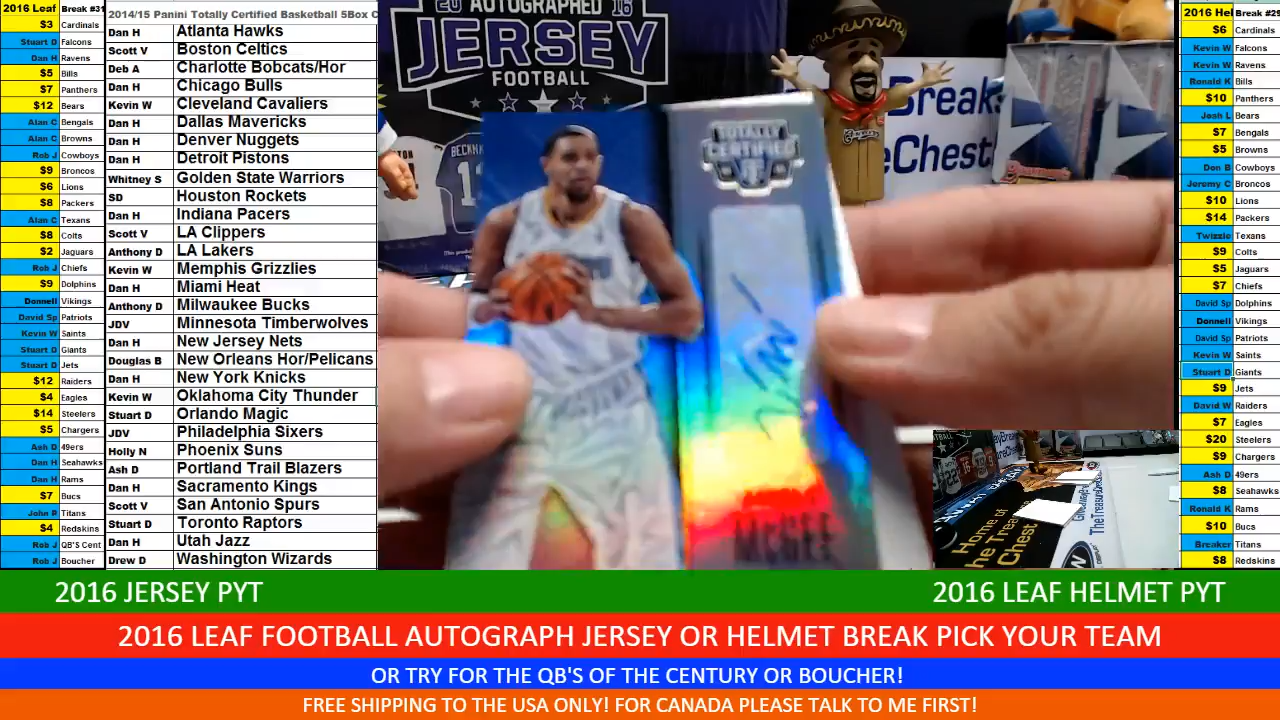 2016 Leaf Break #31
$3 Cardinals
Stuart D Falcons
Dan H Ravens
$5 Bills
$7 Panthers
$12 Bears
Alan C Bengals
Alan C Browns
Rob J Cowboys
$9 Broncos
$6 Lions
$8 Packers
Alan C Texans
$8 Colts
$2 Jaguars
Rob J Chiefs
$9 Dolphins
Donnell Vikings
David Sp Patriots
Kevin W Saints
Stuart D Giants
Stuart D Jets
$12 Raiders
$4 Eagles
$14 Steelers
$5 Chargers
Ash D 49ers
Dan H Seahawks
Dan H Rams
$7 Bucs
John P Titans
$4 Redskins
Rob J QB'S Cent
Rob J Boucher
2014/15 Panini Totally Certified Basketball 5Box C
Dan H Atlanta Hawks
Scott V Boston Celtics
Deb A Charlotte Bobcats/Hor
Dan H Chicago Bulls
Kevin W Cleveland Cavaliers
Dan H Dallas Mavericks
Dan H Denver Nuggets
Dan H Detroit Pistons
Whitney S Golden State Warriors
SD Houston Rockets
Dan H Indiana Pacers
Scott V LA Clippers
Anthony D LA Lakers
Kevin W Memphis Grizzlies
Dan H Miami Heat
Anthony D Milwaukee Bucks
JDV Minnesota Timberwolves
Dan H New Jersey Nets
Douglas B New Orleans Hor/Pelicans
Dan H New York Knicks
Kevin W Oklahoma City Thunder
Stuart D Orlando Magic
JDV Philadelphia Sixers
Holly N Phoenix Suns
Ash D Portland Trail Blazers
Dan H Sacramento Kings
Scott V San Antonio Spurs
Stuart D Toronto Raptors
Dan H Utah Jazz
Drew D Washington Wizards
20 AUTOGRAPHED 16
JERSEY
FOOTBALL
BECKH
Breaks
eChest
TOTALLY
CERTIFIED
MCGEE
Home of
the Treas
Chest
2016 Hel Break #29
$6 Cardinals
Kevin W Falcons
Kevin W Ravens
Ronald K Bills
$10 Panthers
Josh L Bears
$7 Bengals
$5 Browns
Don B Cowboys
Jeremy C Broncos
$10 Lions
$14 Packers
Twizzle Texans
$9 Colts
$5 Jaguars
$7 Chiefs
David Sp Dolphins
Donnell Vikings
David Sp Patriots
Kevin W Saints
Stuart D Giants
$9 Jets
David W Raiders
$7 Eagles
$20 Steelers
$9 Chargers
Ash D 49ers
$8 Seahawks
Ronald K Rams
$10 Bucs
Breaker Titans
$8 Redskins
2016 JERSEY PYT
2016 LEAF HELMET PYT
2016 LEAF FOOTBALL AUTOGRAPH JERSEY OR HELMET BREAK PICK YOUR TEAM
OR TRY FOR THE QB'S OF THE CENTURY OR BOUCHER!
FREE SHIPPING TO THE USA ONLY! FOR CANADA PLEASE TALK TO ME FIRST!